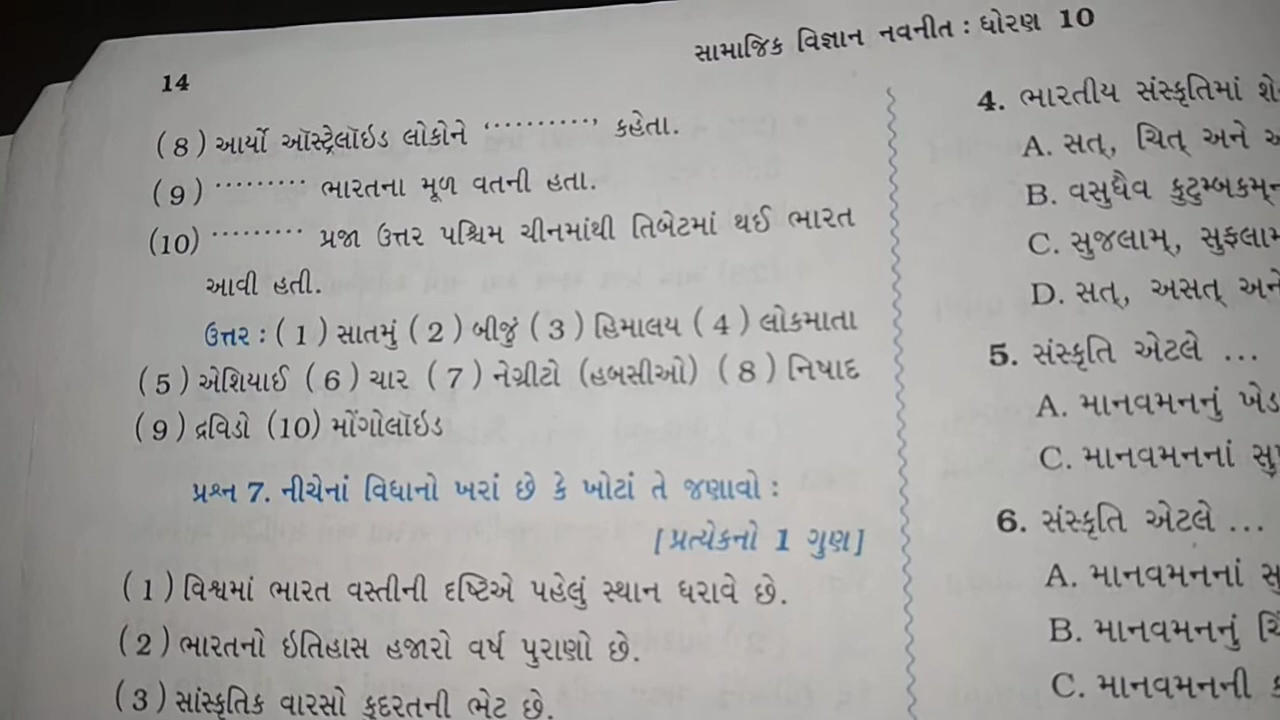 સામાજિક વિજ્ઞાન નવનીત : ધોરણ 10
14
(8) આર્યો ઑસ્ટ્રેલૉઇડ લોકોને ‘..........’ કહેતા.
(9) ......... ભારતના મૂળ વતની હતા.
(10) ......... પ્રજા ઉત્તર પશ્ચિમ ચીનમાંથી તિબેટમાં થઈ ભારત
આવી હતી.
ઉત્તર : (1) સાતમું (2) બીજું (3) હિમાલય (4) લોકમાતા
(5) એશિયાઈ (6) ચાર (7) નેગ્રીટો (હબસીઓ) (8) નિષાદ
(9) દ્રવિડો (10) મોંગોલૉઇડ
પ્રશ્ન 7. નીચેનાં વિધાનો ખરાં છે કે ખોટાં તે જણાવો :
[પ્રત્યેકનો 1 ગુણ]
(1) વિશ્વમાં ભારત વસ્તીની દૃષ્ટિએ પહેલું સ્થાન ધરાવે છે.
(2) ભારતનો ઇતિહાસ હજારો વર્ષ પુરાણો છે.
(3) સાંસ્કૃતિક વારસો કુદરતની ભેટ છે.
4. ભારતીય સંસ્કૃતિમાં
A. સત્, ચિત્ અને
B. વસુધૈવ
C. સુજલામ્, સુફલામ્
D. સત્, અસત્ અને
5. સંસ્કૃતિ એટલે ...
A. માનવમનનું
C. માનવમનનાં
6. સંસ્કૃતિ એટલે ...
A. માનવમનનાં
B. માનવમનનું
C. માનવમનની